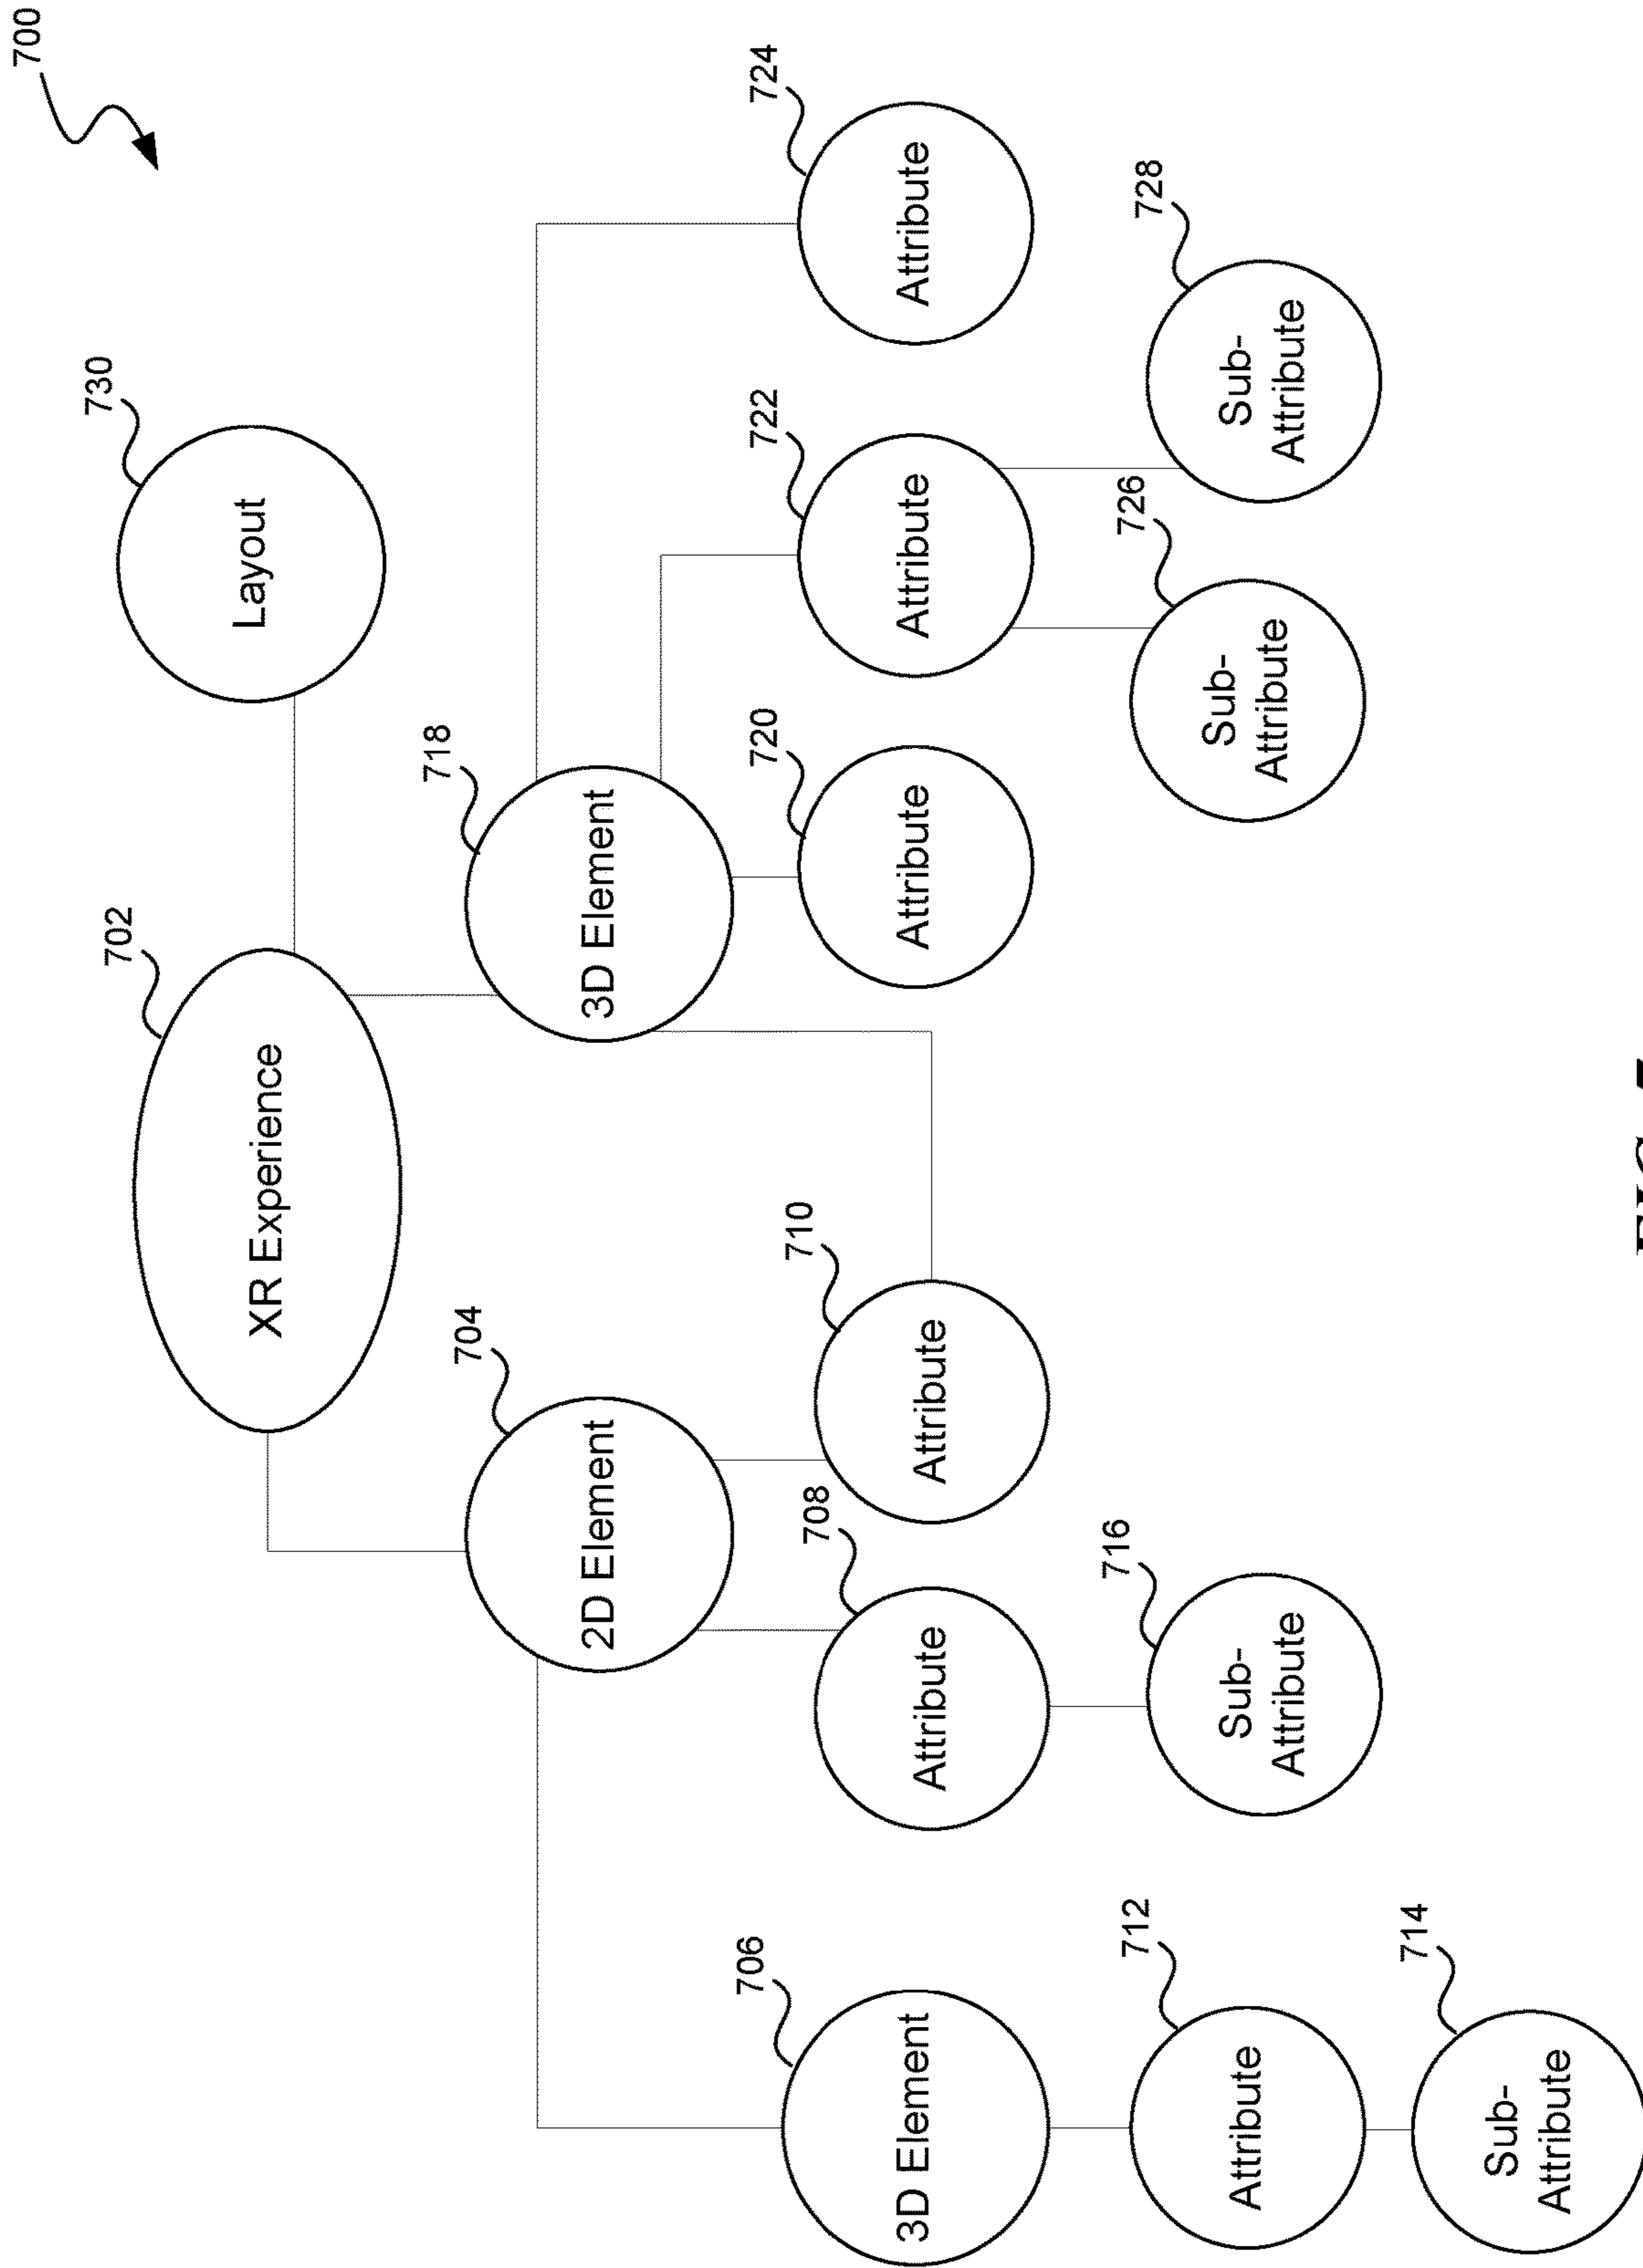 700
702
730
XR Experience
Layout
704
718
2D Element
3D Element
706
708
710
720
722
724
3D Element
Attribute
Attribute
Attribute
Attribute
Attribute
712
716
726
728
Attribute
Sub-
Attribute
Sub-
Attribute
Sub-
Attribute
714
Sub-
Attribute